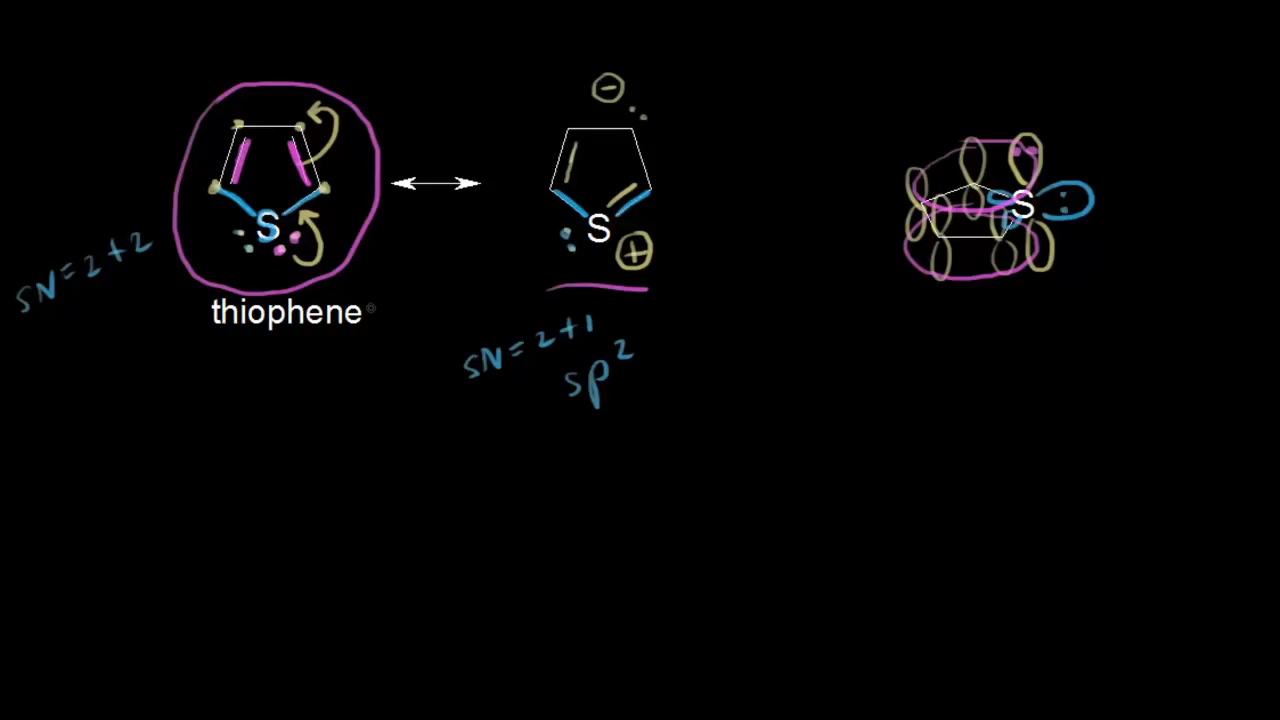 ⊖
S
S
⊕
S
SN = 2 + 2
thiophene
SN = 2 + 1
sp²